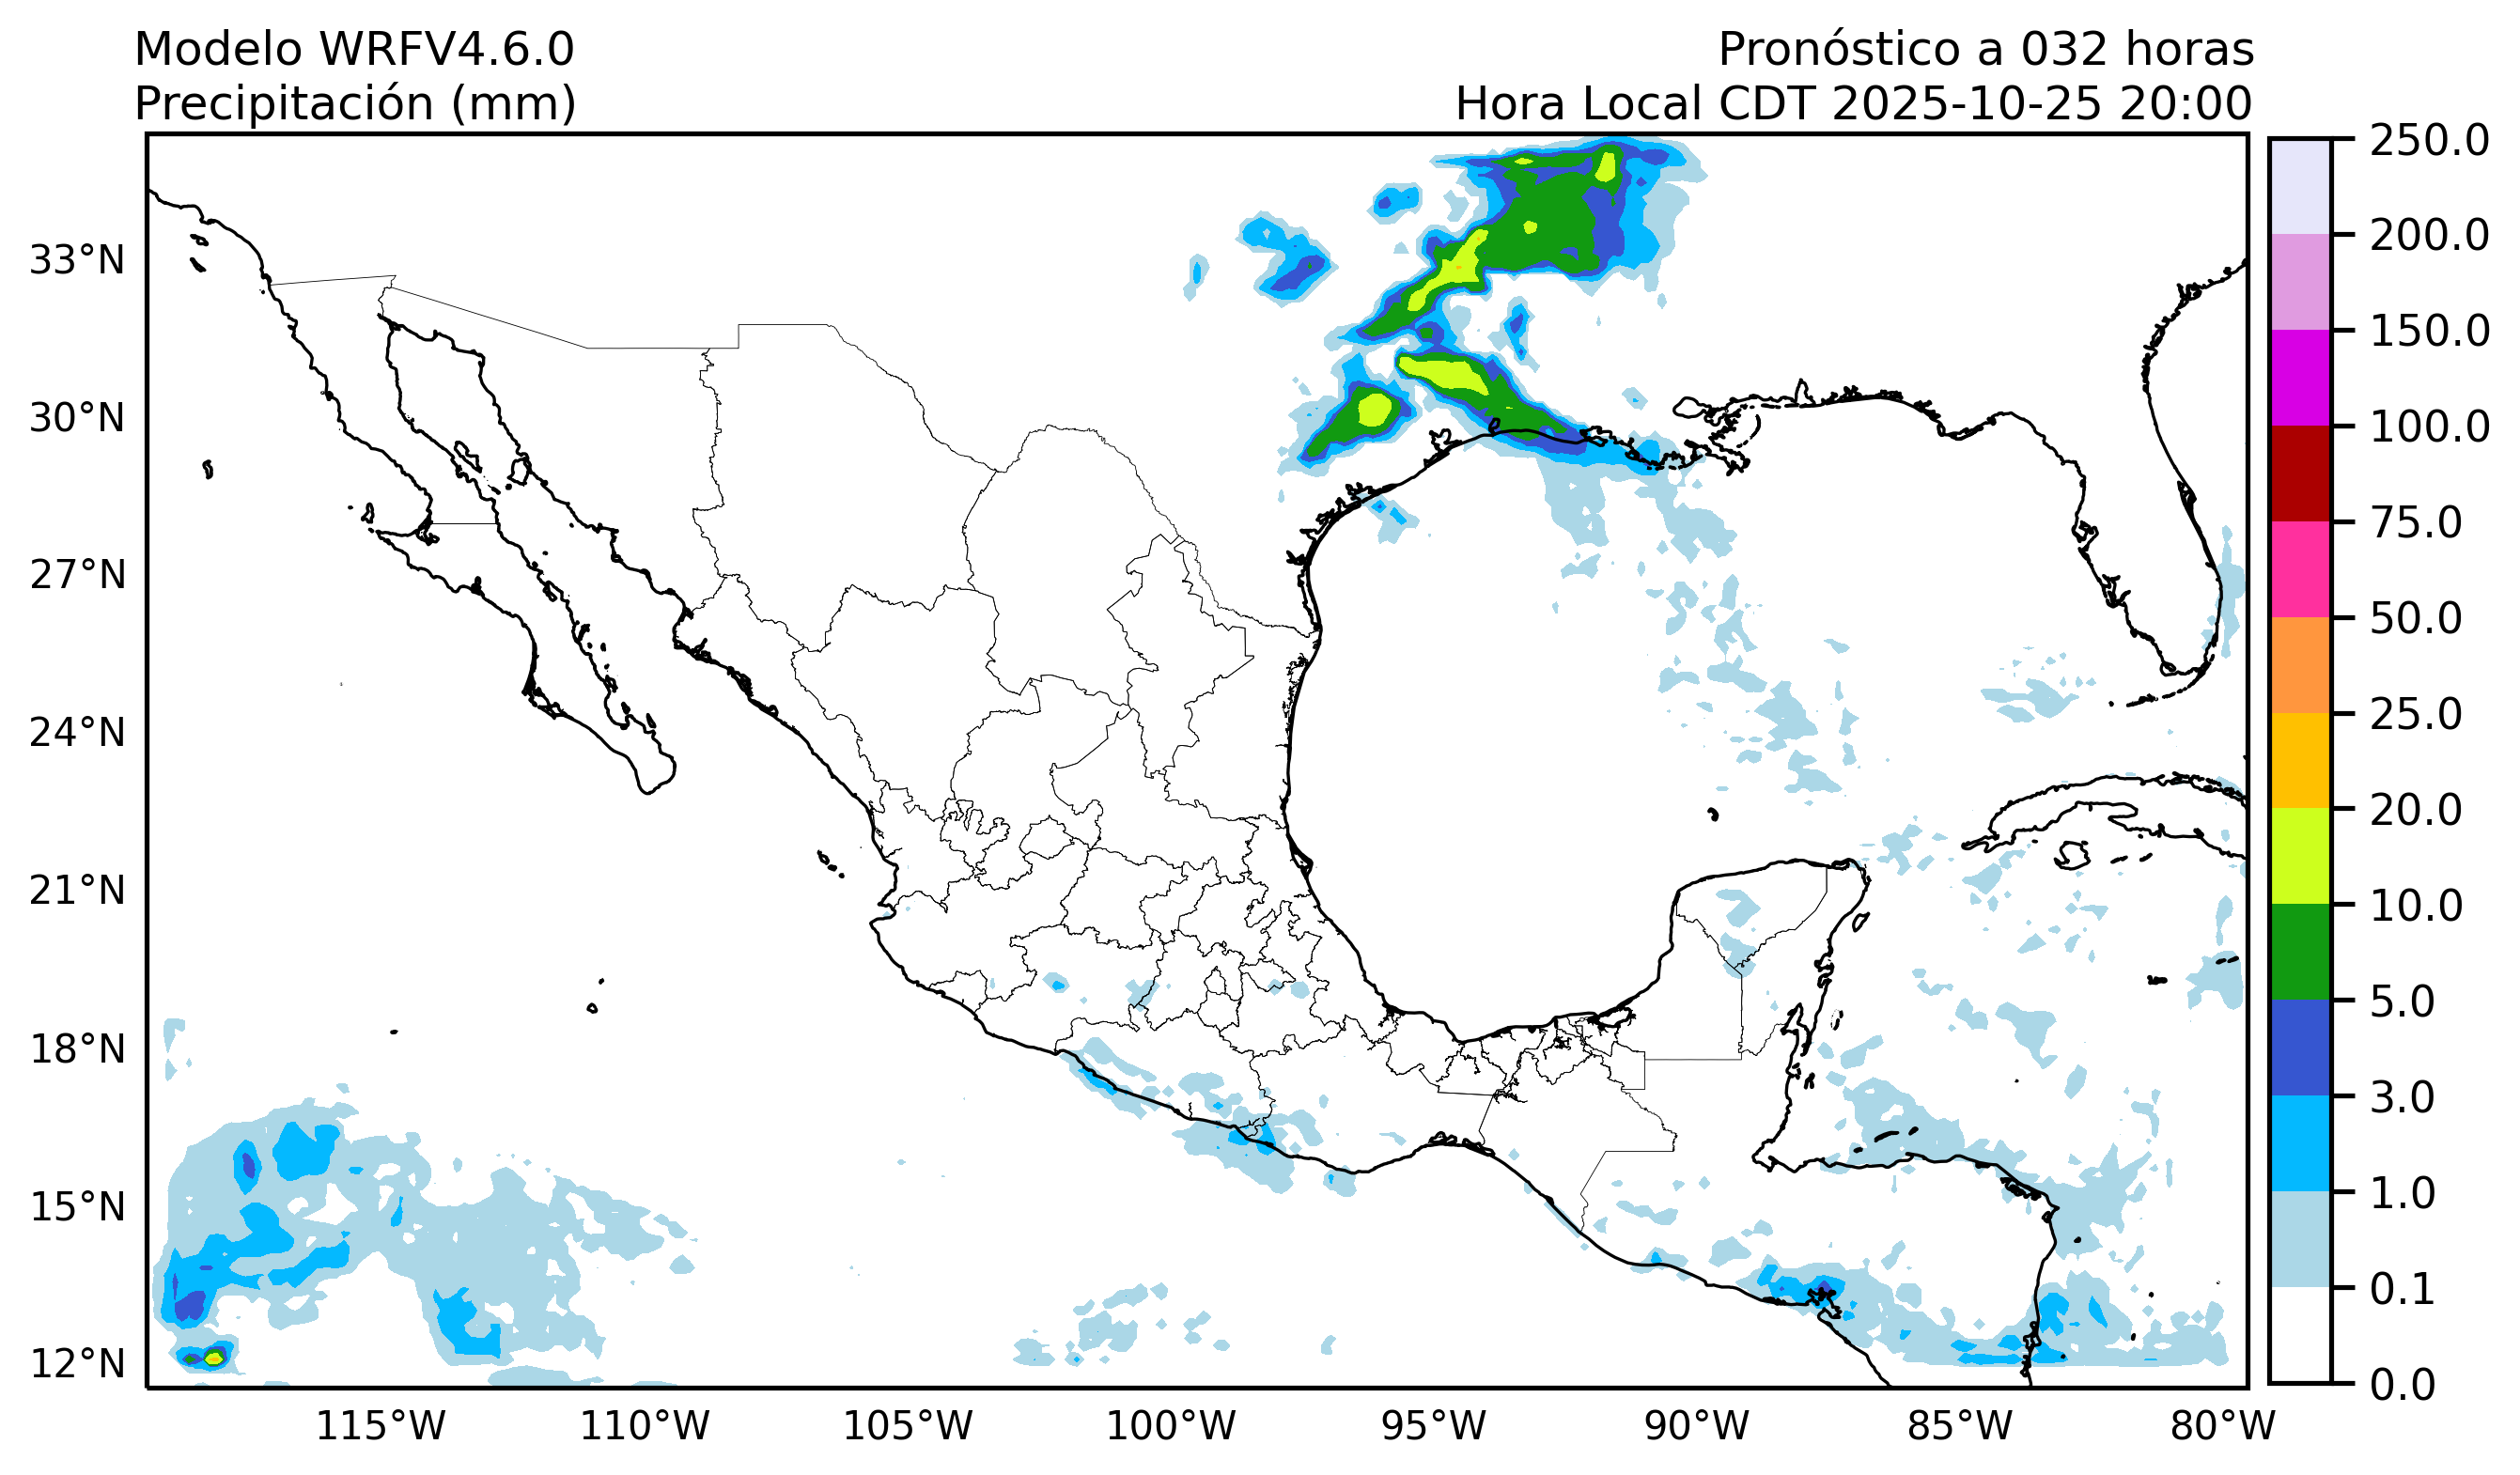 Modelo WRFV4.6.0
Precipitación (mm)
Pronóstico a 032 horas
Hora Local CDT 2025-10-25 20:00
33°N
30°N
27°N
24°N
21°N
18°N
15°N
12°N
115°W
110°W
105°W
100°W
95°W
90°W
85°W
80°W
250.0
200.0
150.0
100.0
75.0
50.0
25.0
20.0
10.0
5.0
3.0
1.0
0.1
0.0